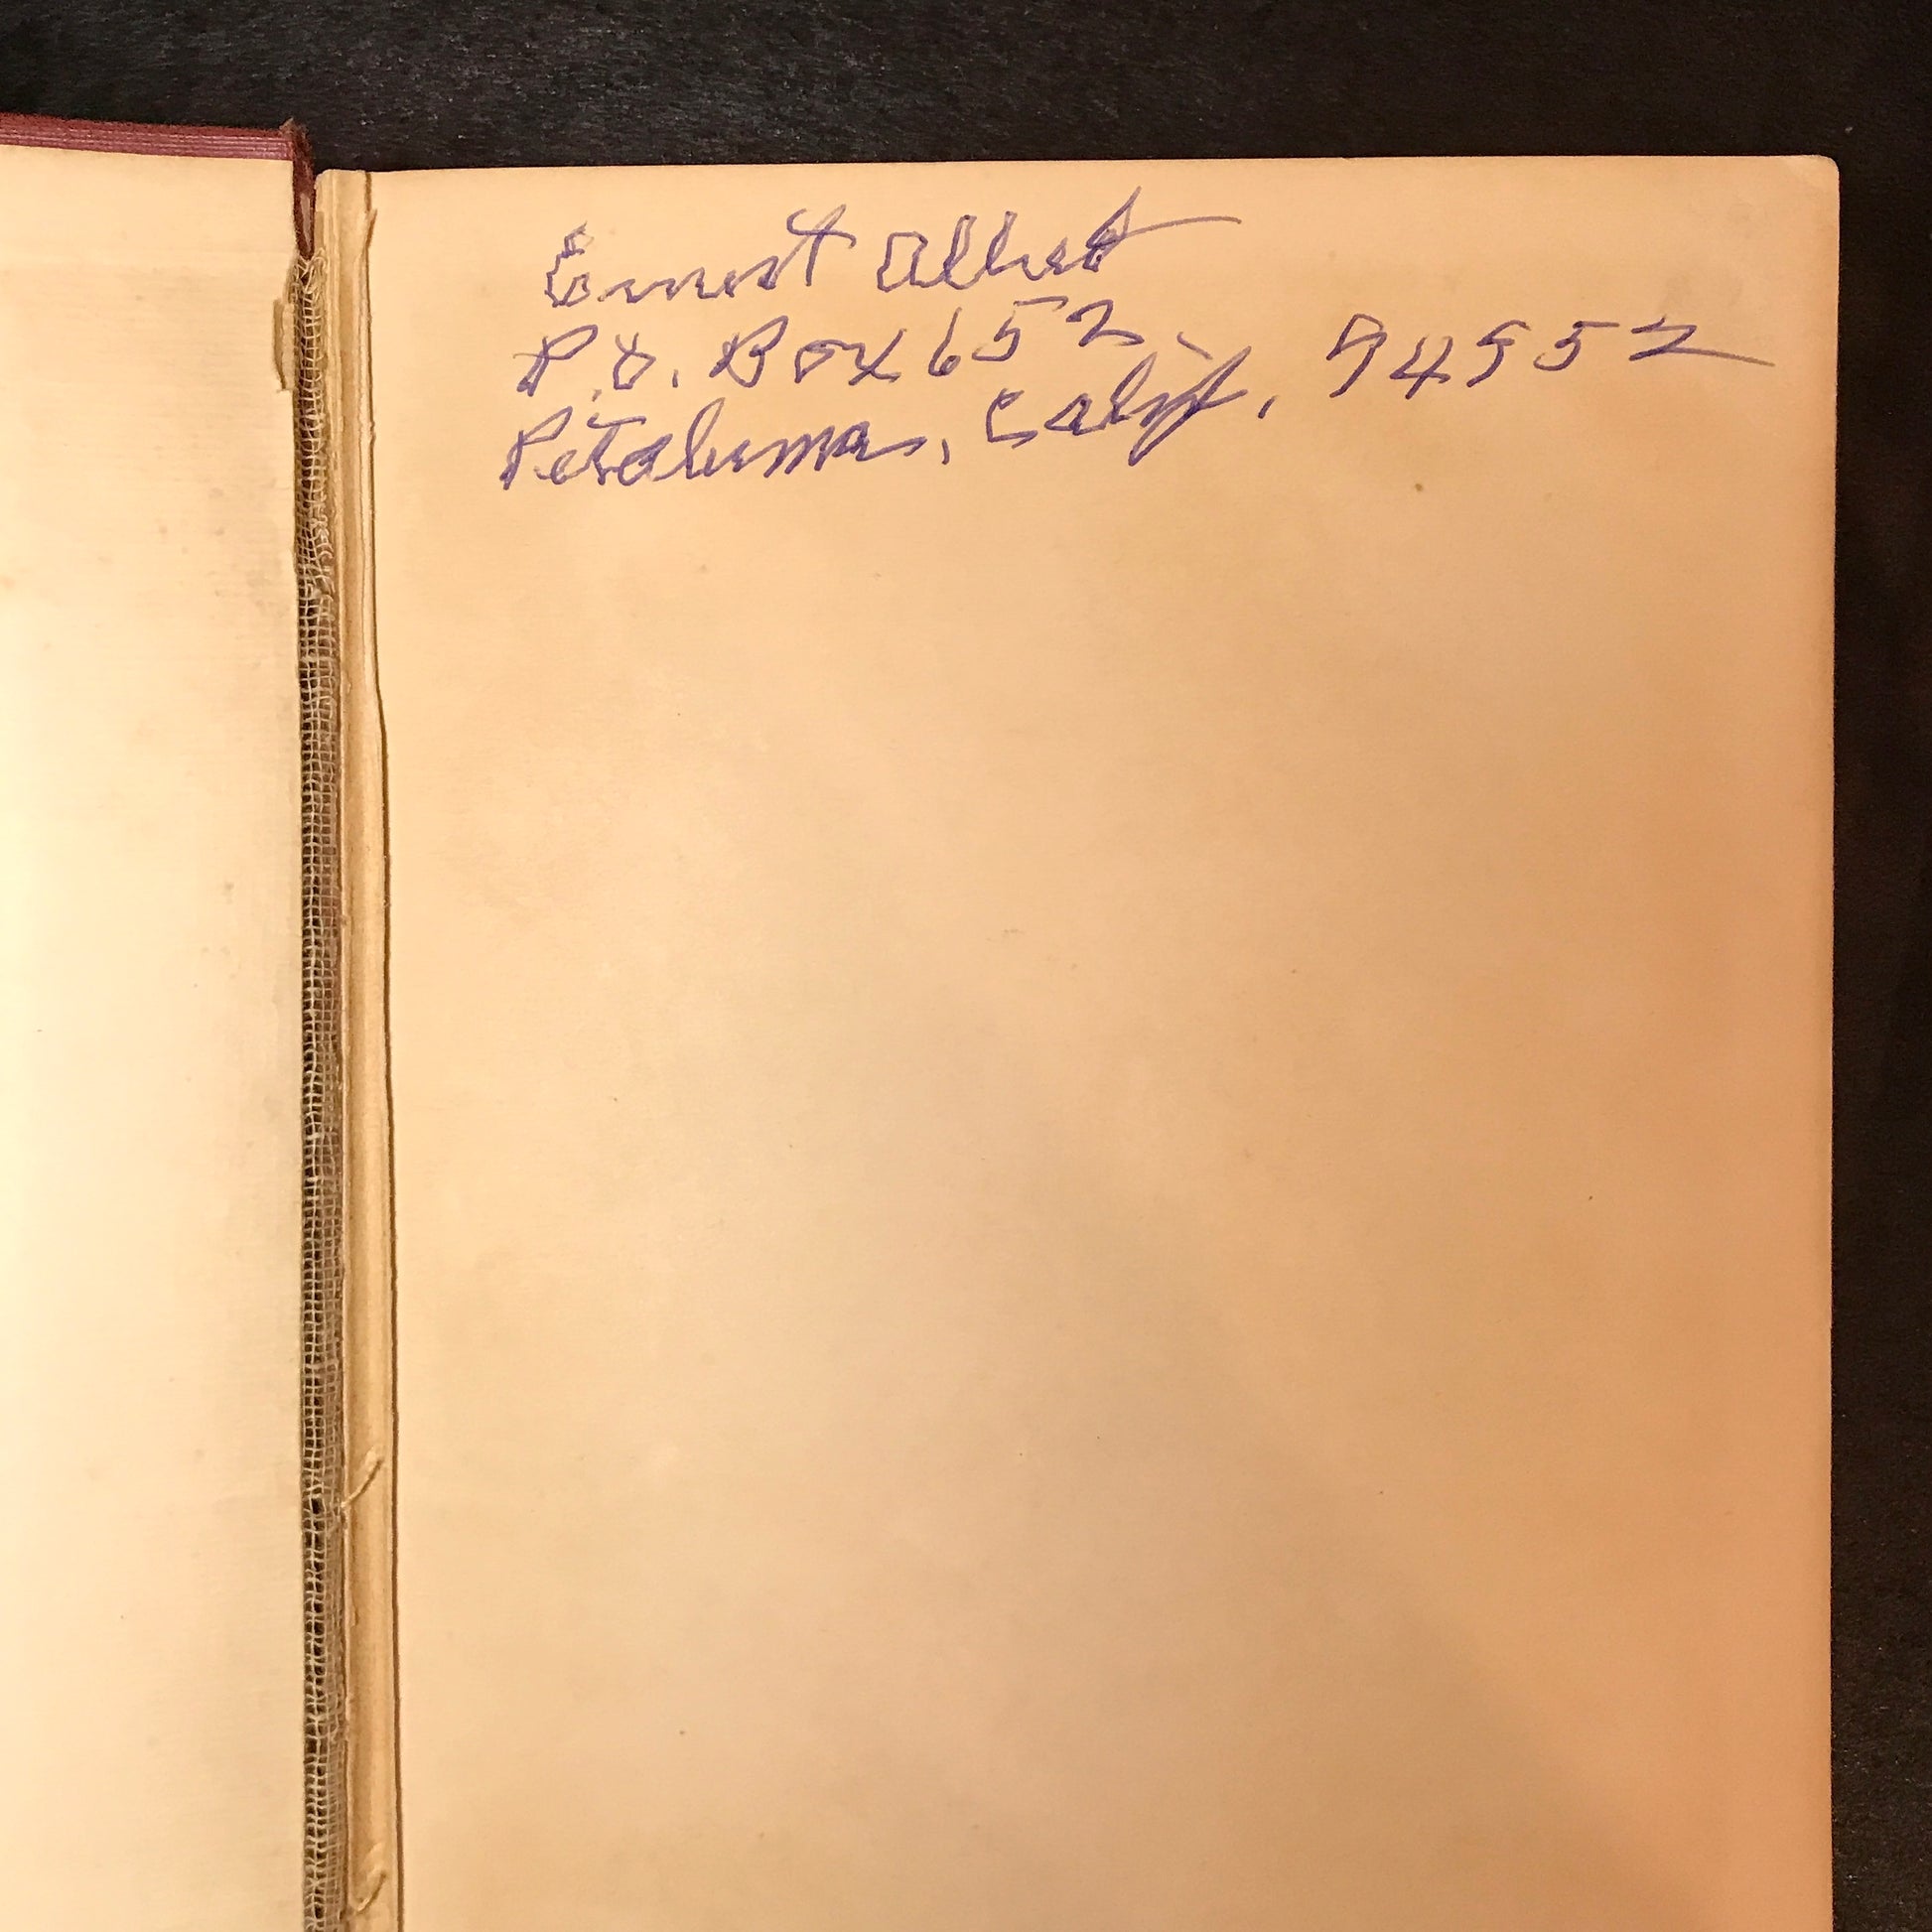 Ernest Albert
P.O. Box 652
Petaluma, Calif, 94952